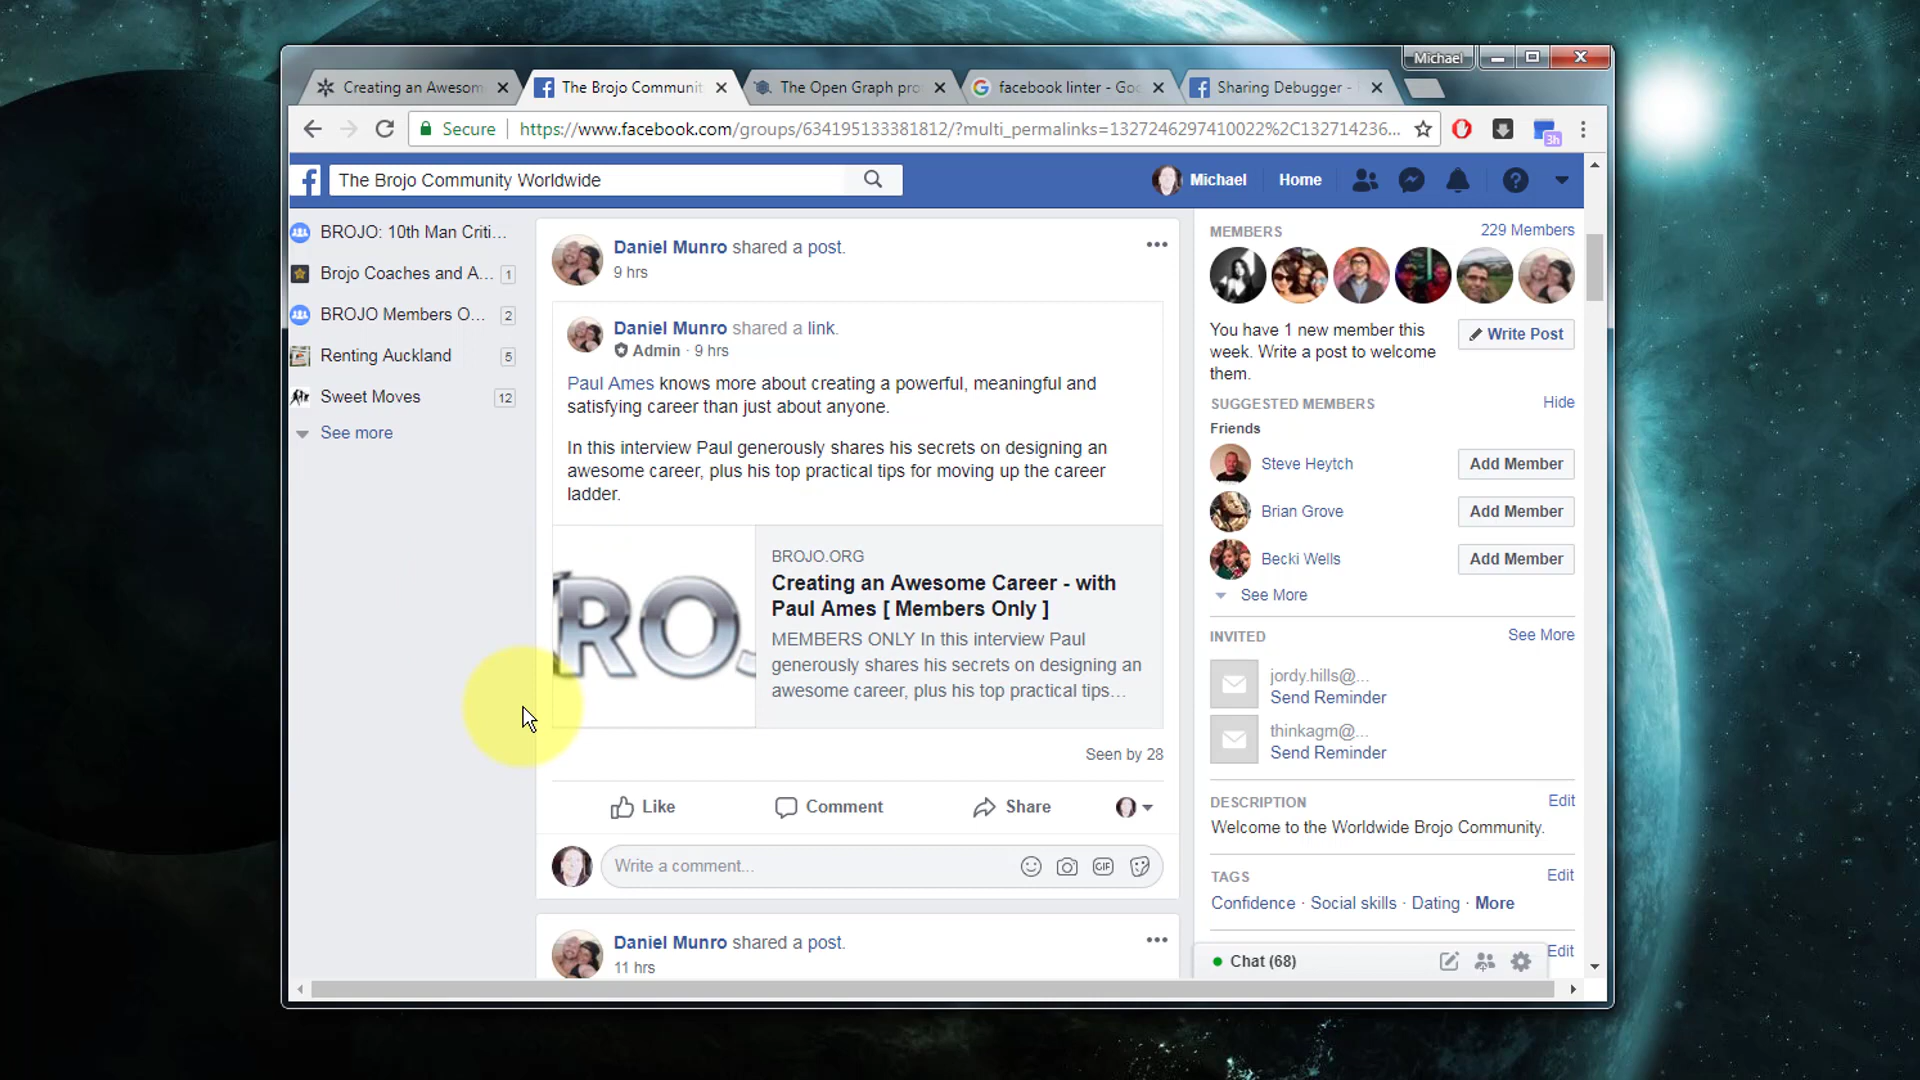 Michael
Creating an Awesom
The Brojo Communit
The Open Graph pro
facebook linter - Goo
Sharing Debugger -
Secure
https://www.facebook.com/groups/634195133381812/?multi_permalinks=1327246297410022%2C132714236...
3h
The Brojo Community Worldwide
Michael
Home
BROJO: 10th Man Criti...
Brojo Coaches and A... 1
BROJO Members O... 2
Renting Auckland 5
Sweet Moves 12
See more
Daniel Munro shared a post.
9 hrs
Daniel Munro shared a link.
Admin · 9 hrs
Paul Ames knows more about creating a powerful, meaningful and
satisfying career than just about anyone.
In this interview Paul generously shares his secrets on designing an
awesome career, plus his top practical tips for moving up the career
ladder.
ROJ
BROJO.ORG
Creating an Awesome Career - with
Paul Ames [ Members Only ]
MEMBERS ONLY In this interview Paul
generously shares his secrets on designing an
awesome career, plus his top practical tips...
Seen by 28
Like
Comment
Share
Write a comment...
GIF
Daniel Munro shared a post.
11 hrs
MEMBERS
229 Members
You have 1 new member this
week. Write a post to welcome
them.
Write Post
SUGGESTED MEMBERS
Hide
Friends
Steve Heytch
Add Member
Brian Grove
Add Member
Becki Wells
Add Member
See More
INVITED
See More
jordy.hills@...
Send Reminder
thinkagm@...
Send Reminder
DESCRIPTION
Edit
Welcome to the Worldwide Brojo Community.
TAGS
Edit
Confidence · Social skills · Dating · More
Edit
Chat (68)